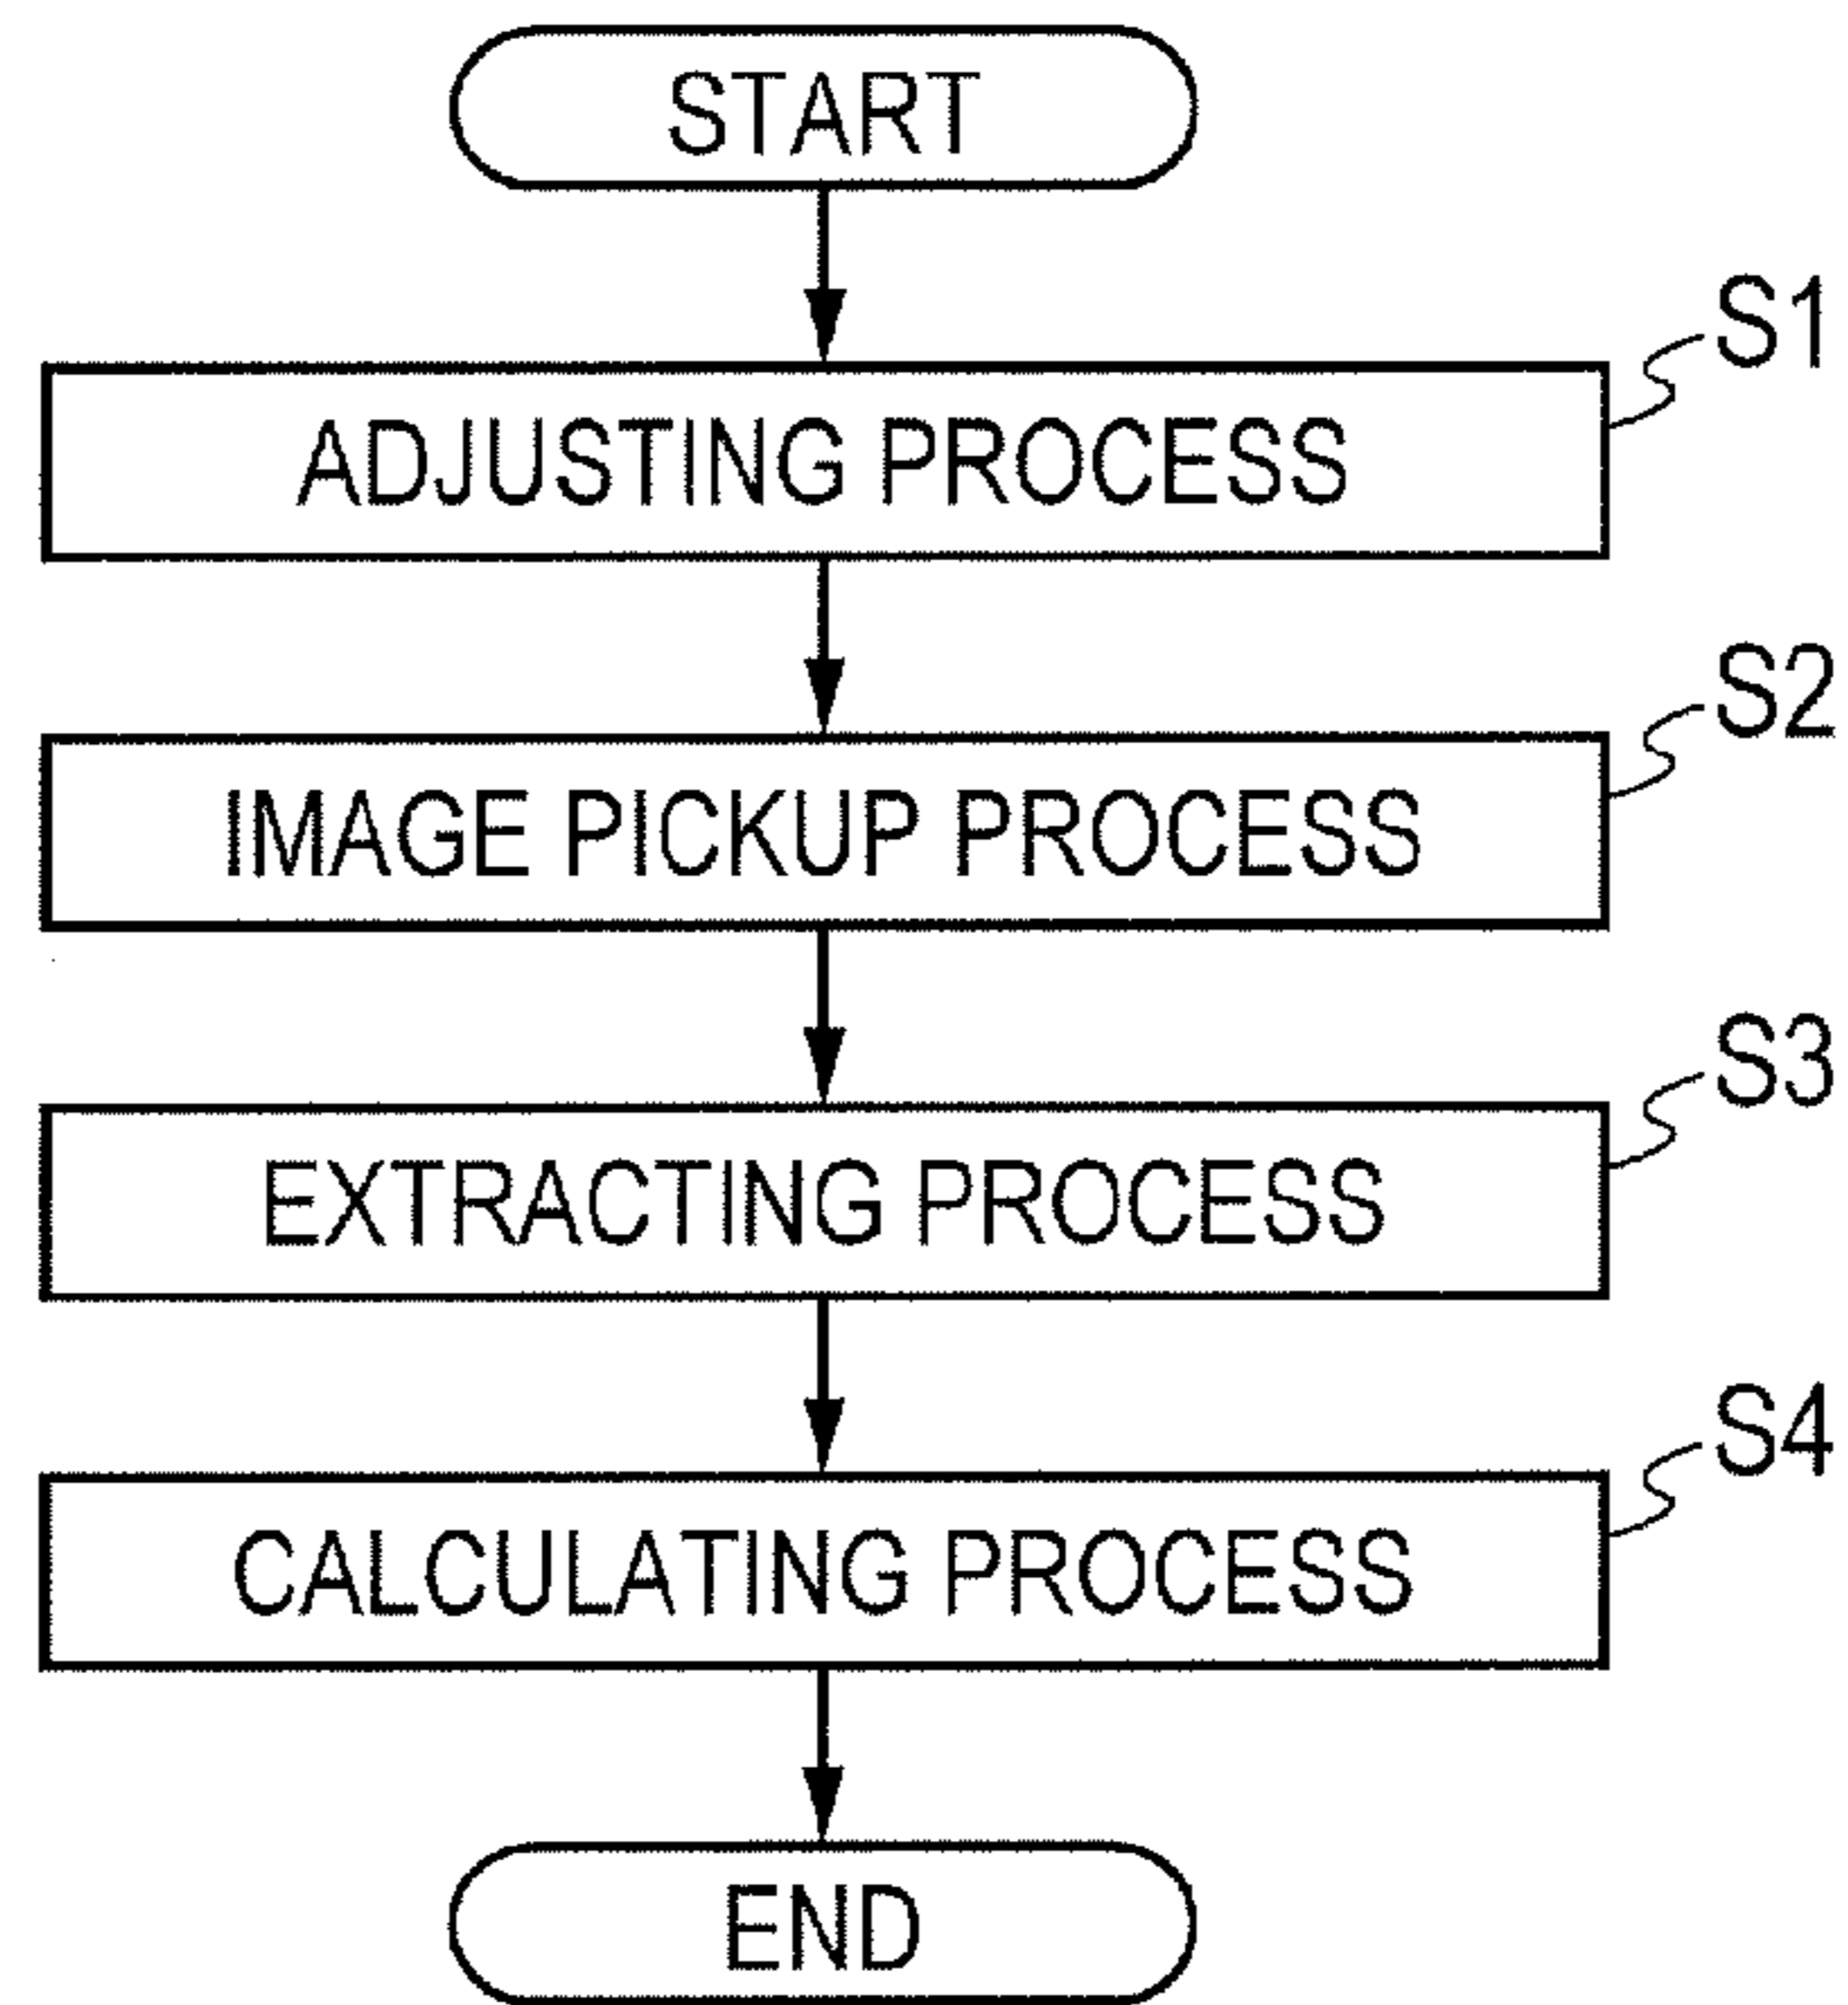 START
S1
ADJUSTING PROCESS
S2
IMAGE PICKUP PROCESS
S3
EXTRACTING PROCESS
S4
CALCULATING PROCESS
END